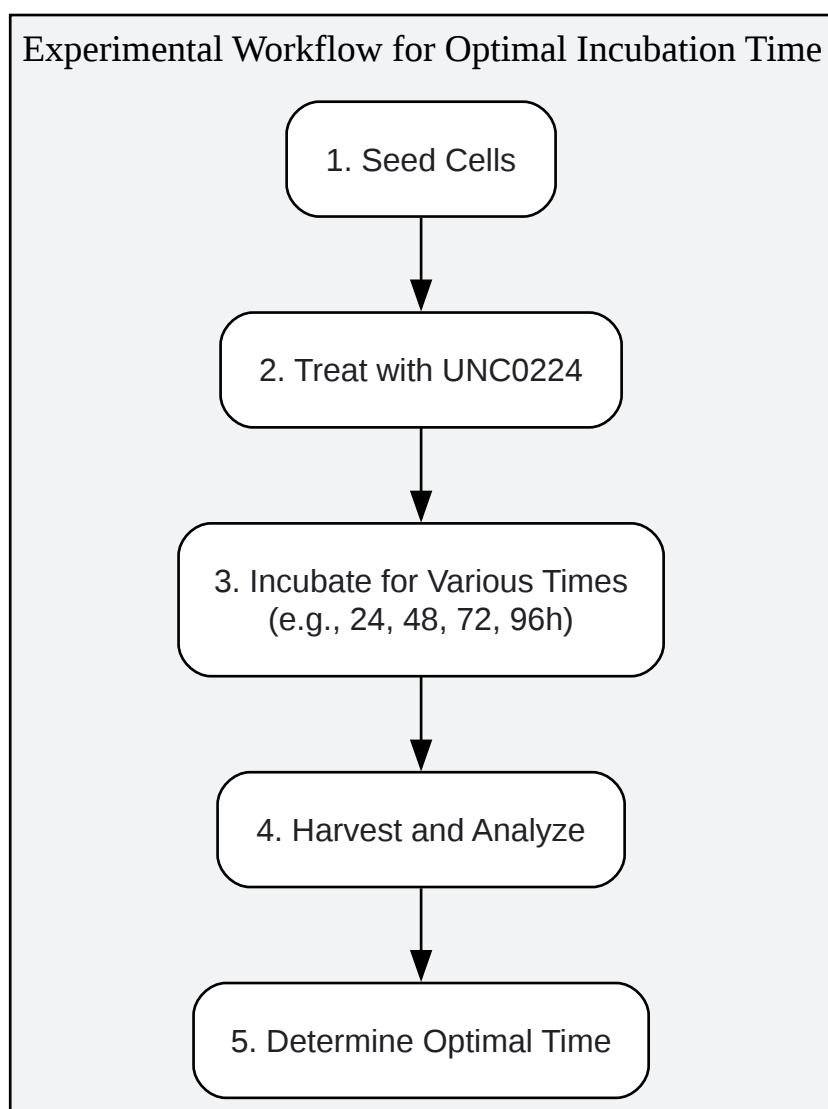 Experimental Workflow for Optimal Incubation Time
1. Seed Cells
2. Treat with UNC0224
3. Incubate for Various Times
(e.g., 24, 48, 72, 96h)
4. Harvest and Analyze
5. Determine Optimal Time